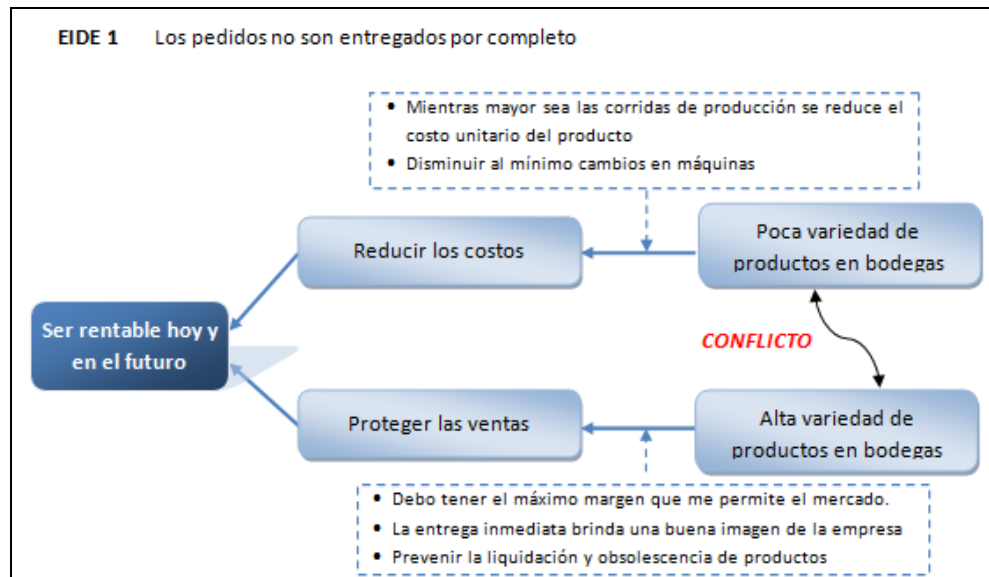 EIDE 1 Los pedidos no son entregados por completo
• Mientras mayor sea las corridas de producción se reduce el
costo unitario del producto
• Disminuir al mínimo cambios en máquinas
Reducir los costos
Poca variedad de
productos en bodegas
Ser rentable hoy y
en el futuro
CONFLICTO
Proteger las ventas
Alta variedad de
productos en bodegas
• Debo tener el máximo margen que me permite el mercado.
• La entrega inmediata brinda una buena imagen de la empresa
• Prevenir la liquidación y obsolescencia de productos